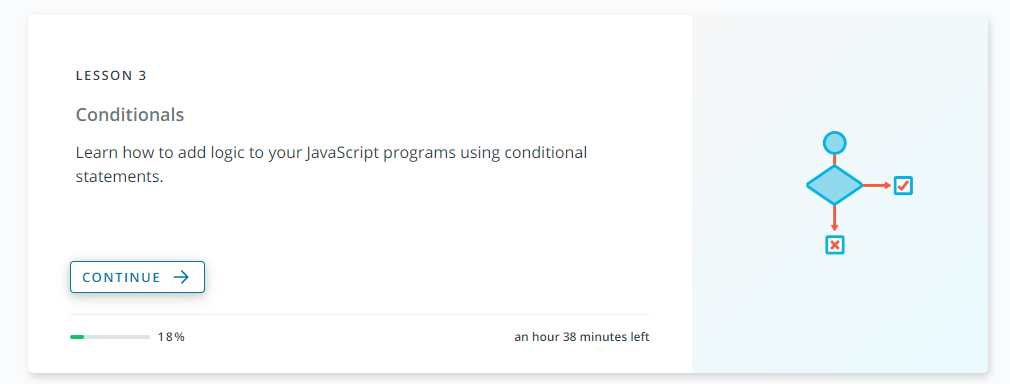 LESSON 3
Conditionals
Learn how to add logic to your JavaScript programs using conditional
statements.
CONTINUE
18%
an hour 38 minutes left